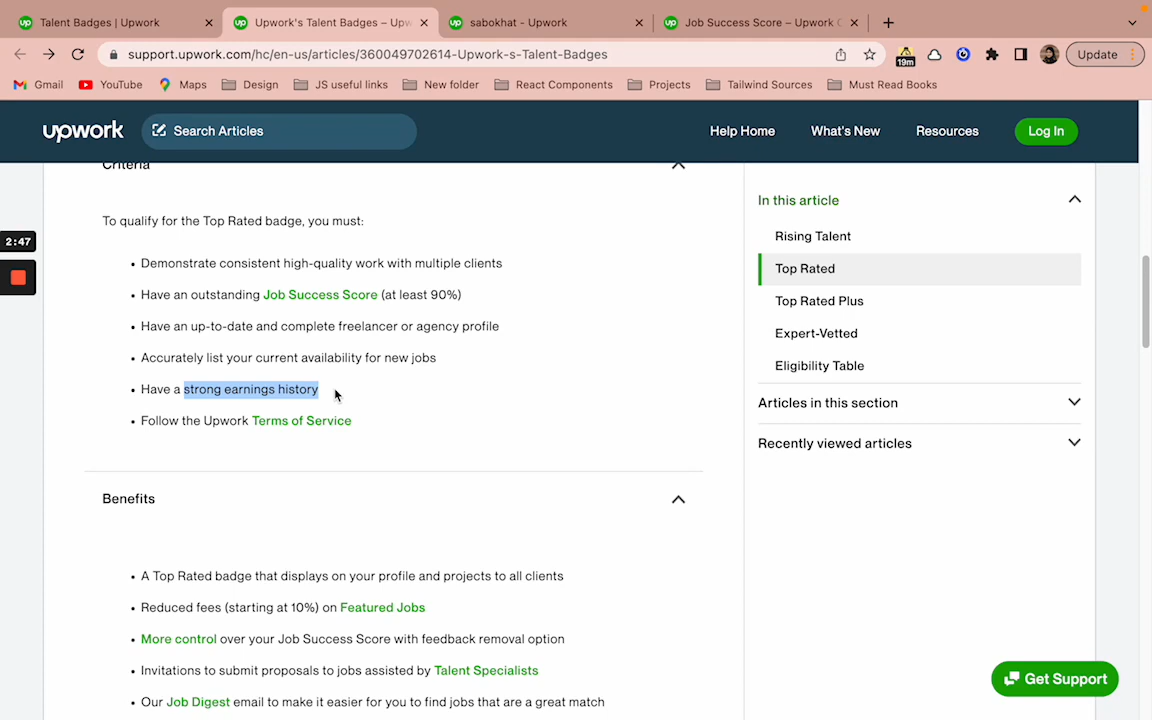 Talent Badges | Upwork
Upwork's Talent Badges – Upw
sabokhat - Upwork
Job Success Score – Upwork
support.upwork.com/hc/en-us/articles/360049702614-Upwork-s-Talent-Badges
19m
Update
Gmail
YouTube
Maps
Design
JS useful links
New folder
React Components
Projects
Tailwind Sources
Must Read Books
upwork
Search Articles
Help Home
What's New
Resources
Log In
2:47
Criteria
To qualify for the Top Rated badge, you must:
• Demonstrate consistent high-quality work with multiple clients
• Have an outstanding Job Success Score (at least 90%)
• Have an up-to-date and complete freelancer or agency profile
• Accurately list your current availability for new jobs
• Have a strong earnings history
• Follow the Upwork Terms of Service
Benefits
• A Top Rated badge that displays on your profile and projects to all clients
• Reduced fees (starting at 10%) on Featured Jobs
• More control over your Job Success Score with feedback removal option
• Invitations to submit proposals to jobs assisted by Talent Specialists
• Our Job Digest email to make it easier for you to find jobs that are a great match
In this article
Rising Talent
Top Rated
Top Rated Plus
Expert-Vetted
Eligibility Table
Articles in this section
Recently viewed articles
Get Support